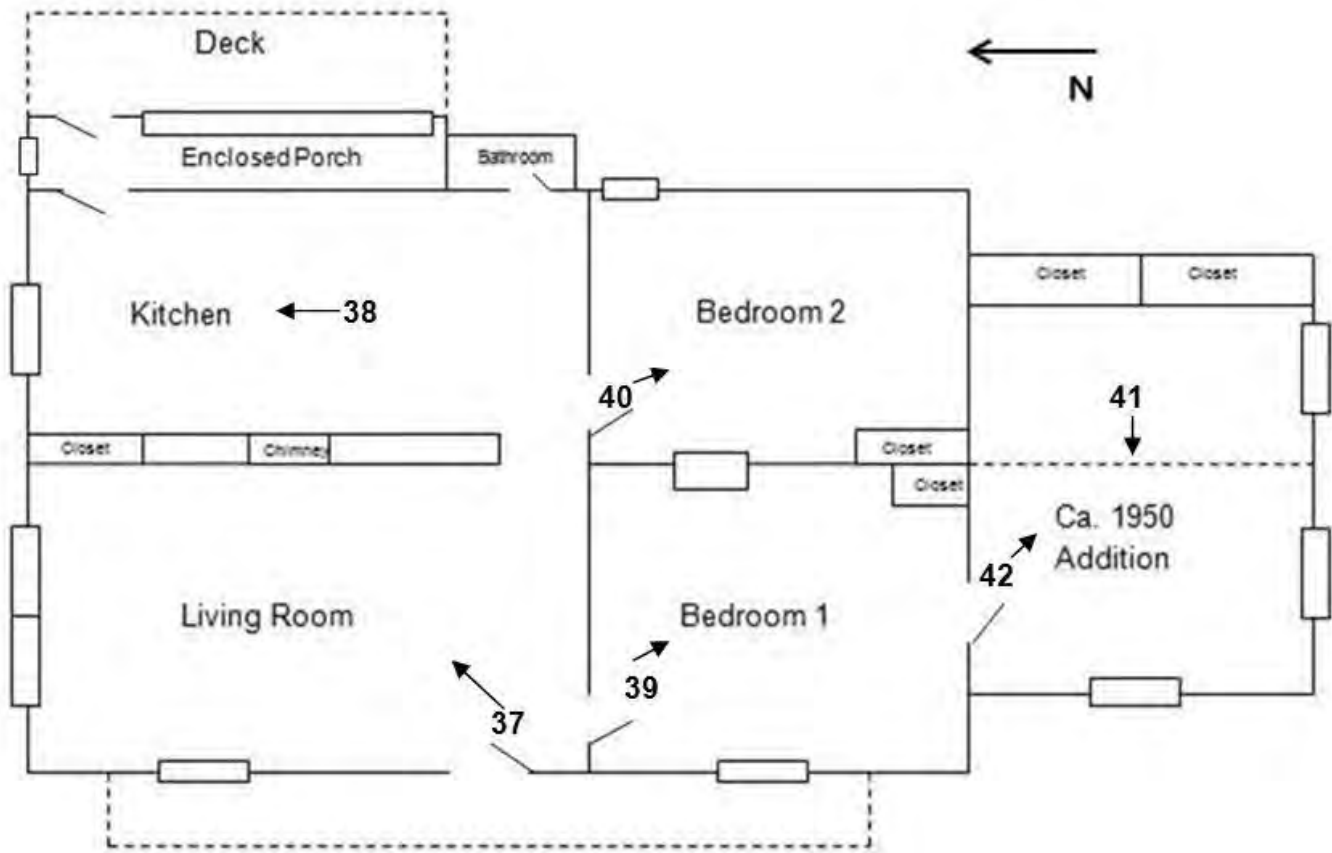 Deck
N
Enclosed Porch
Bathroom
Closet
Closet
Kitchen
38
Bedroom 2
40
41
Closet
Chimney
Closet
Closet
Ca. 1950
Addition
42
Living Room
Bedroom 1
39
37